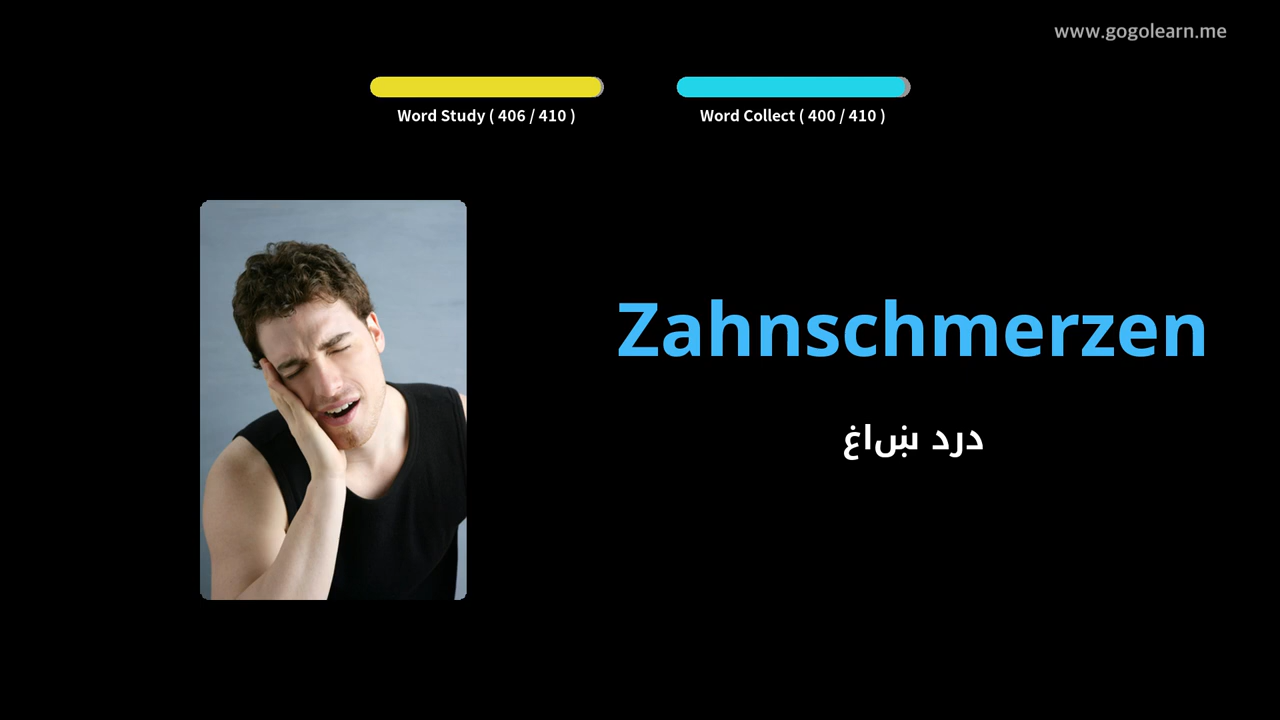 www.gogolearn.me
Word Study ( 406 / 410 )
Word Collect ( 400 / 410 )
Zahnschmerzen
درد ښاغ